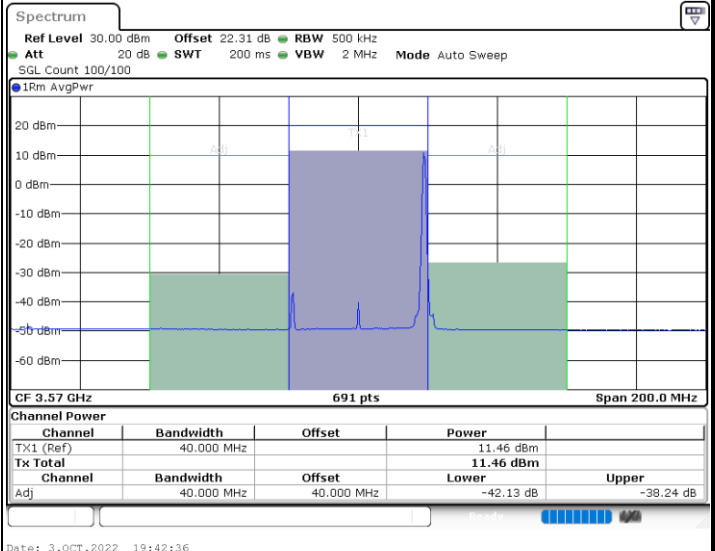 Spectrum
Ref Level 30.00 dBm Offset 22.31 dB RBW 500 kHz
Att 20 dB SWT 200 ms VBW 2 MHz Mode Auto Sweep
SGL Count 100/100
1Rm AvgPwr
20 dBm
TX1
Adj Adj
10 dBm
0 dBm
-10 dBm
-20 dBm
-30 dBm
-40 dBm
-50 dBm
-60 dBm
CF 3.57 GHz 691 pts Span 200.0 MHz
Channel Power
Channel Bandwidth Offset Power
TX1 (Ref) 40.000 MHz 11.46 dBm
Tx Total 11.46 dBm
Channel Bandwidth Offset Lower Upper
Adj 40.000 MHz 40.000 MHz -42.13 dB -38.24 dB
Ready
Date: 3.OCT.2022 19:42:36